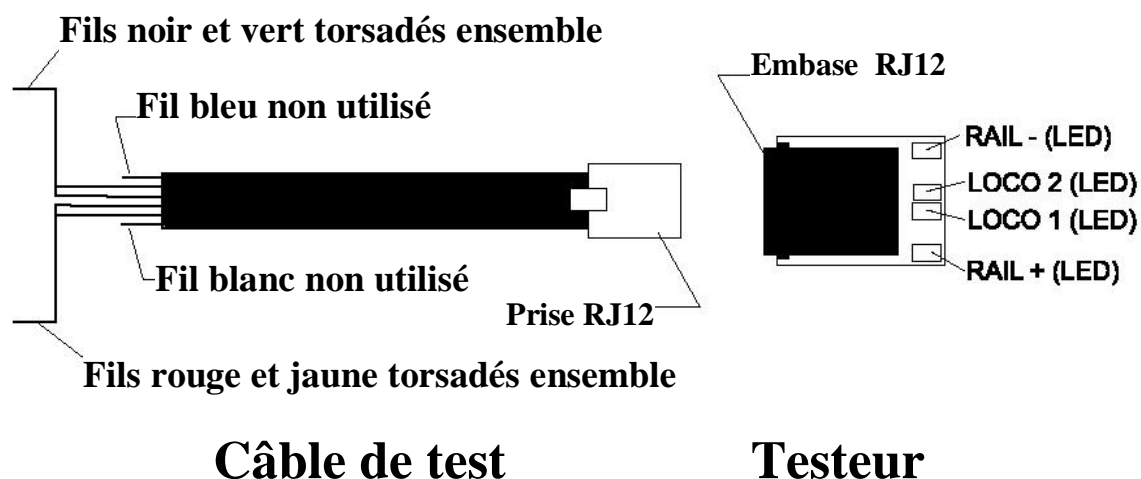 Fils noir et vert torsadés ensemble
Fil bleu non utilisé
Fil blanc non utilisé
Prise RJ12
Fils rouge et jaune torsadés ensemble
Câble de test
Embase RJ12
RAIL - (LED)
LOCO 2 (LED)
LOCO 1 (LED)
RAIL + (LED)
Testeur